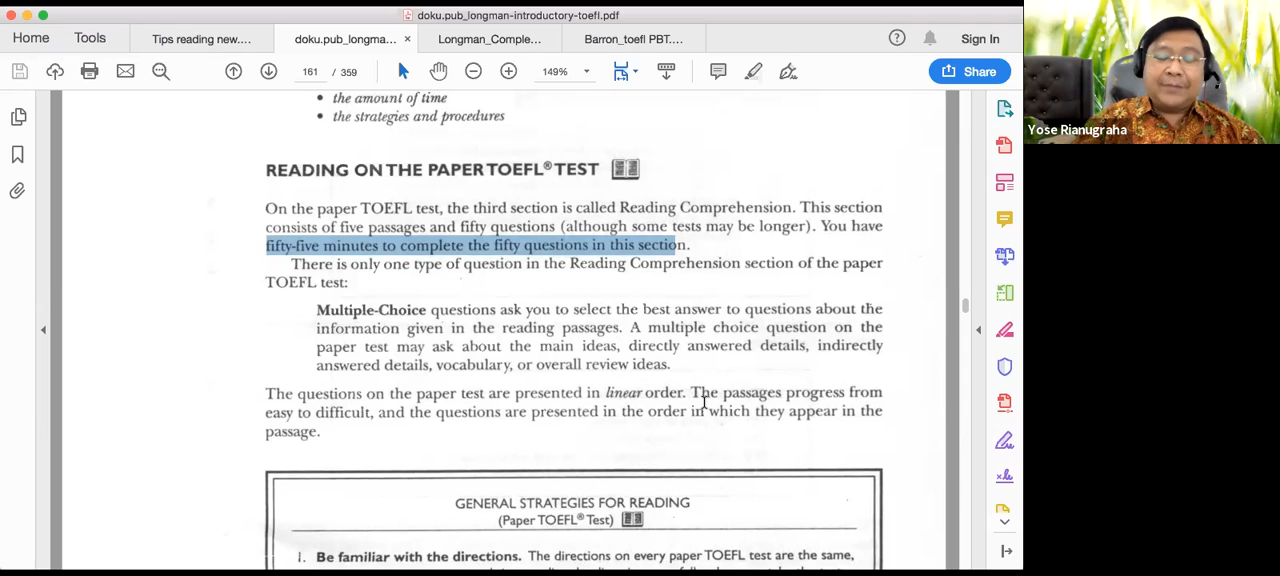 doku.pub_longman-introductory-toefl.pdf
Home Tools Tips reading new.... doku.pub_longma... × Longman_Comple... Barron_toefl PBT.... Sign In
161 / 359 149% Share
• the amount of time
• the strategies and procedures
Yose Rianugraha
READING ON THE PAPER TOEFL® TEST
On the paper TOEFL test, the third section is called Reading Comprehension. This section
consists of five passages and fifty questions (although some tests may be longer). You have
fifty-five minutes to complete the fifty questions in this section.
There is only one type of question in the Reading Comprehension section of the paper
TOEFL test:
Multiple-Choice questions ask you to select the best answer to questions about the
information given in the reading passages. A multiple choice question on the
paper test may ask about the main ideas, directly answered details, indirectly
answered details, vocabulary, or overall review ideas.
The questions on the paper test are presented in linear order. The passages progress from
easy to difficult, and the questions are presented in the order in which they appear in the
passage.
GENERAL STRATEGIES FOR READING
(Paper TOEFL® Test)
1. Be familiar with the directions. The directions on every paper TOEFL test are the same,